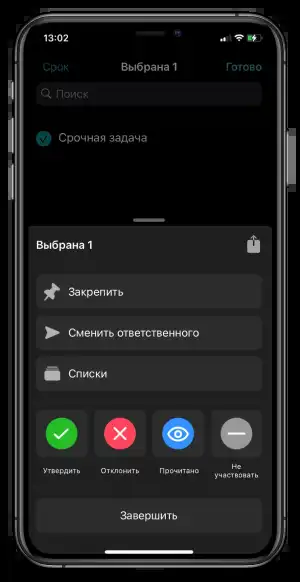 13:02
Срок
Выбрана 1
Готово
Поиск
Срочная задача
Выбрана 1
Закрепить
Сменить ответственного
Списки
Утвердить
Отклонить
Прочитано
Не
участвовать
Завершить